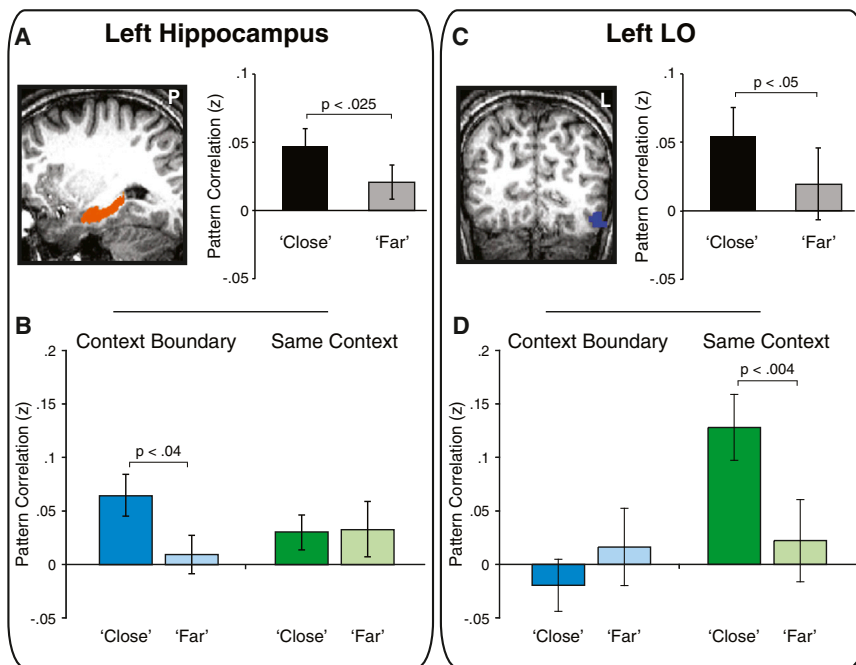 A Left Hippocampus
P
Pattern Correlation (z)
.1
.05
0
-.05
p < .025
'Close' 'Far'
B
Context Boundary Same Context
Pattern Correlation (z)
.2
.15
.1
.05
0
-.05
p < .04
'Close' 'Far' 'Close' 'Far'
C Left LO
L
Pattern Correlation (z)
.1
.05
0
-.05
p < .05
'Close' 'Far'
D
Context Boundary Same Context
Pattern Correlation (z)
.2
.15
.1
.05
0
-.05
p < .004
'Close' 'Far' 'Close' 'Far'